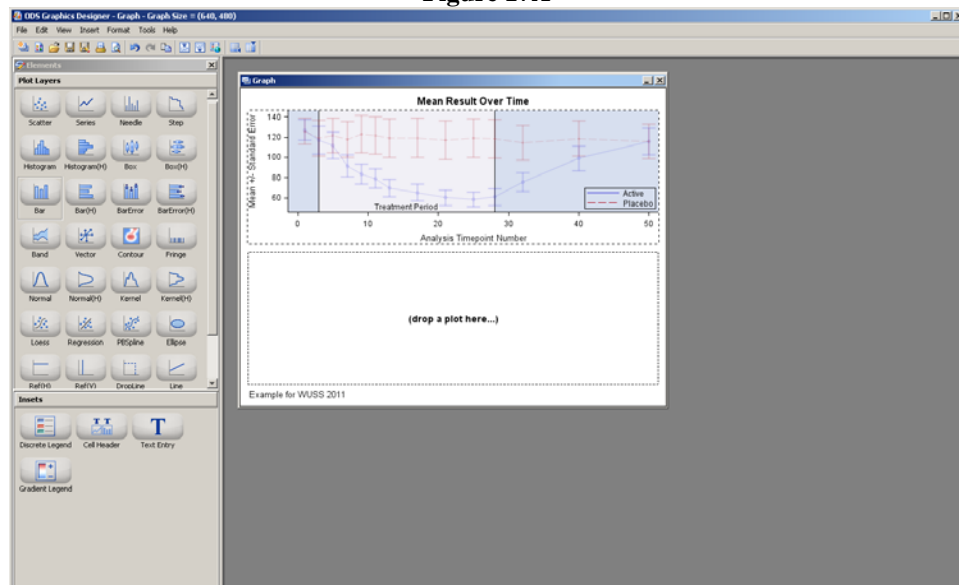 ODS Graphics Designer - Graph - Graph Size = (640, 480)
File Edit View Insert Format Tools Help
Elements
Plot Layers
Scatter Series Needle Step
Histogram Histogram(H) Box Box(H)
Bar Bar(H) BarError BarError(H)
Band Vector Contour Fringe
Normal Normal(H) Kernel Kernel(H)
Loess Regression PBSpline Ellipse
Ref(H) Ref(V) DropLine Line
Insets
Discrete Legend Cell Header Text Entry
Gradient Legend
Graph
Mean Result Over Time
Mean +/- Standard Error
140
120
100
80
60
Treatment Period
Active
Placebo
0 10 20 30 40 50
Analysis Timepoint Number
(drop a plot here...)
Example for WUSS 2011